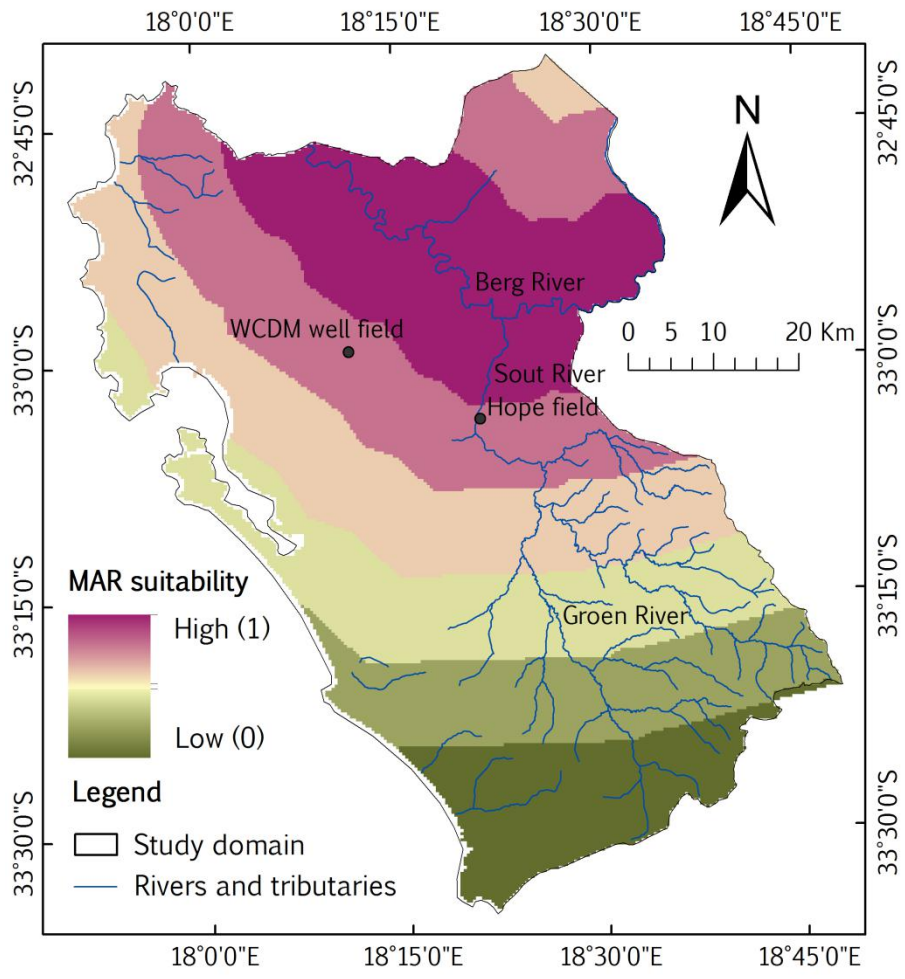 18°0'0"E 18°15'0"E 18°30'0"E 18°45'0"E
32°45'0"S
32°45'0"S
N
Berg River
0 5 10 20 Km
WCDM well field
33°0'0"S
33°0'0"S
Sout River
Hope field
MAR suitability
33°15'0"S
33°15'0"S
High (1)
Groen River
Low (0)
Legend
33°30'0"S
33°30'0"S
Study domain
Rivers and tributaries
18°0'0"E 18°15'0"E 18°30'0"E 18°45'0"E